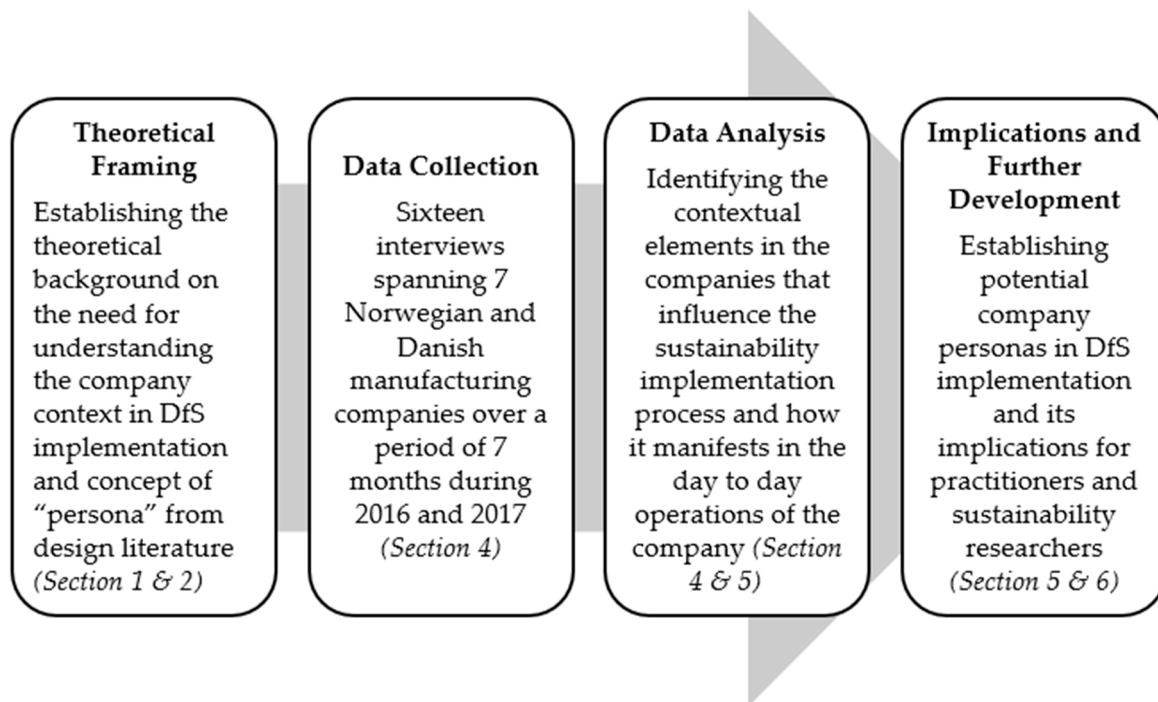 Theoretical
Framing
Establishing the
theoretical
background on
the need for
understanding
the company
context in DfS
implementation
and concept of
“persona” from
design literature
(Section 1 & 2)
Data Collection
Sixteen
interviews
spanning 7
Norwegian and
Danish
manufacturing
companies over a
period of 7
months during
2016 and 2017
(Section 4)
Data Analysis
Identifying the
contextual
elements in the
companies that
influence the
sustainability
implementation
process and how
it manifests in the
day to day
operations of the
company (Section
4 & 5)
Implications and
Further
Development
Establishing
potential
company
personas in DfS
implementation
and its
implications for
practitioners and
sustainability
researchers
(Section 5 & 6)